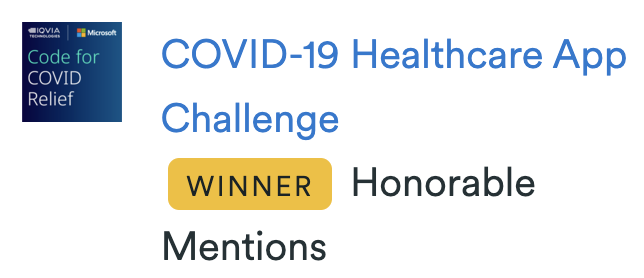 IQVIA TECHNOLOGIES | Microsoft
Code for
COVID
Relief
COVID-19 Healthcare App
Challenge
WINNER Honorable
Mentions